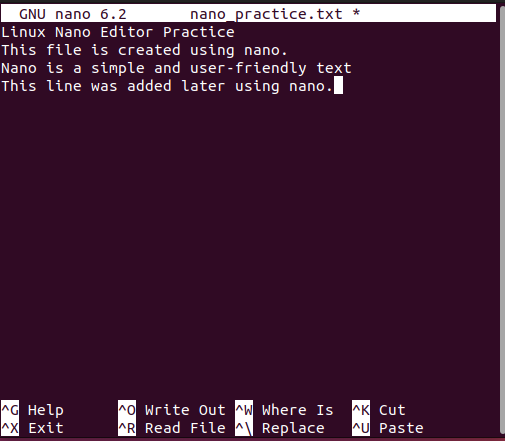 GNU nano 6.2 nano_practice.txt *
Linux Nano Editor Practice
This file is created using nano.
Nano is a simple and user-friendly text
This line was added later using nano.
^G Help ^O Write Out ^W Where Is ^K Cut
^X Exit ^R Read File ^\ Replace ^U Paste